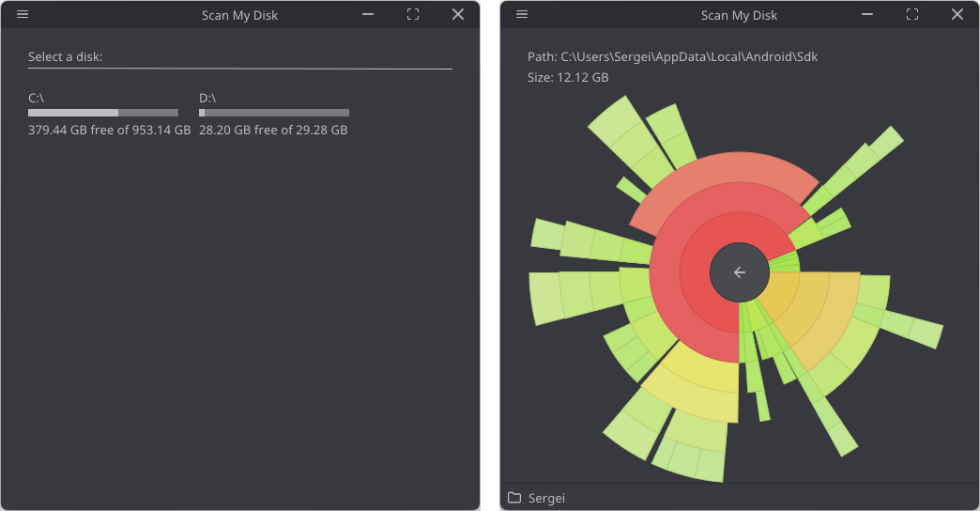 Scan My Disk
Select a disk:
C:\ D:\
379.44 GB free of 953.14 GB 28.20 GB free of 29.28 GB
Scan My Disk
Path: C:\Users\Sergei\AppData\Local\Android\Sdk
Size: 12.12 GB
Sergei